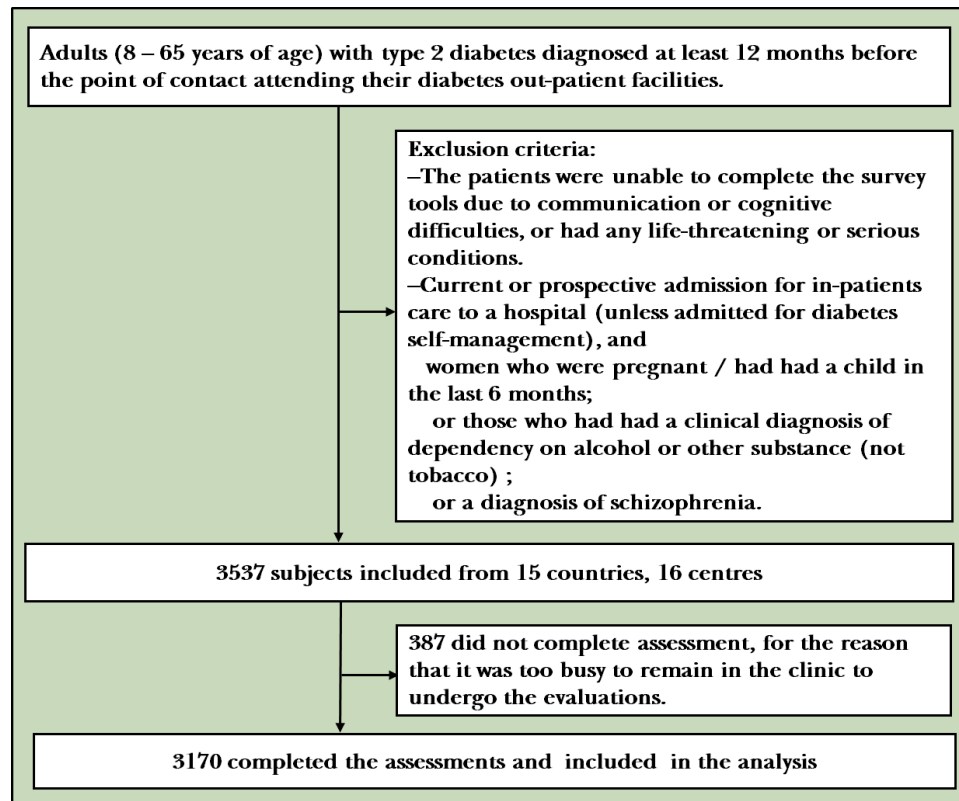 Adults (8 – 65 years of age) with type 2 diabetes diagnosed at least 12 months before
the point of contact attending their diabetes out-patient facilities.
Exclusion criteria:
–The patients were unable to complete the survey
tools due to communication or cognitive
difficulties, or had any life-threatening or serious
conditions.
–Current or prospective admission for in-patients
care to a hospital (unless admitted for diabetes
self-management), and
women who were pregnant / had had a child in
the last 6 months;
or those who had had a clinical diagnosis of
dependency on alcohol or other substance (not
tobacco) ;
or a diagnosis of schizophrenia.
3537 subjects included from 15 countries, 16 centres
387 did not complete assessment, for the reason
that it was too busy to remain in the clinic to
undergo the evaluations.
3170 completed the assessments and included in the analysis